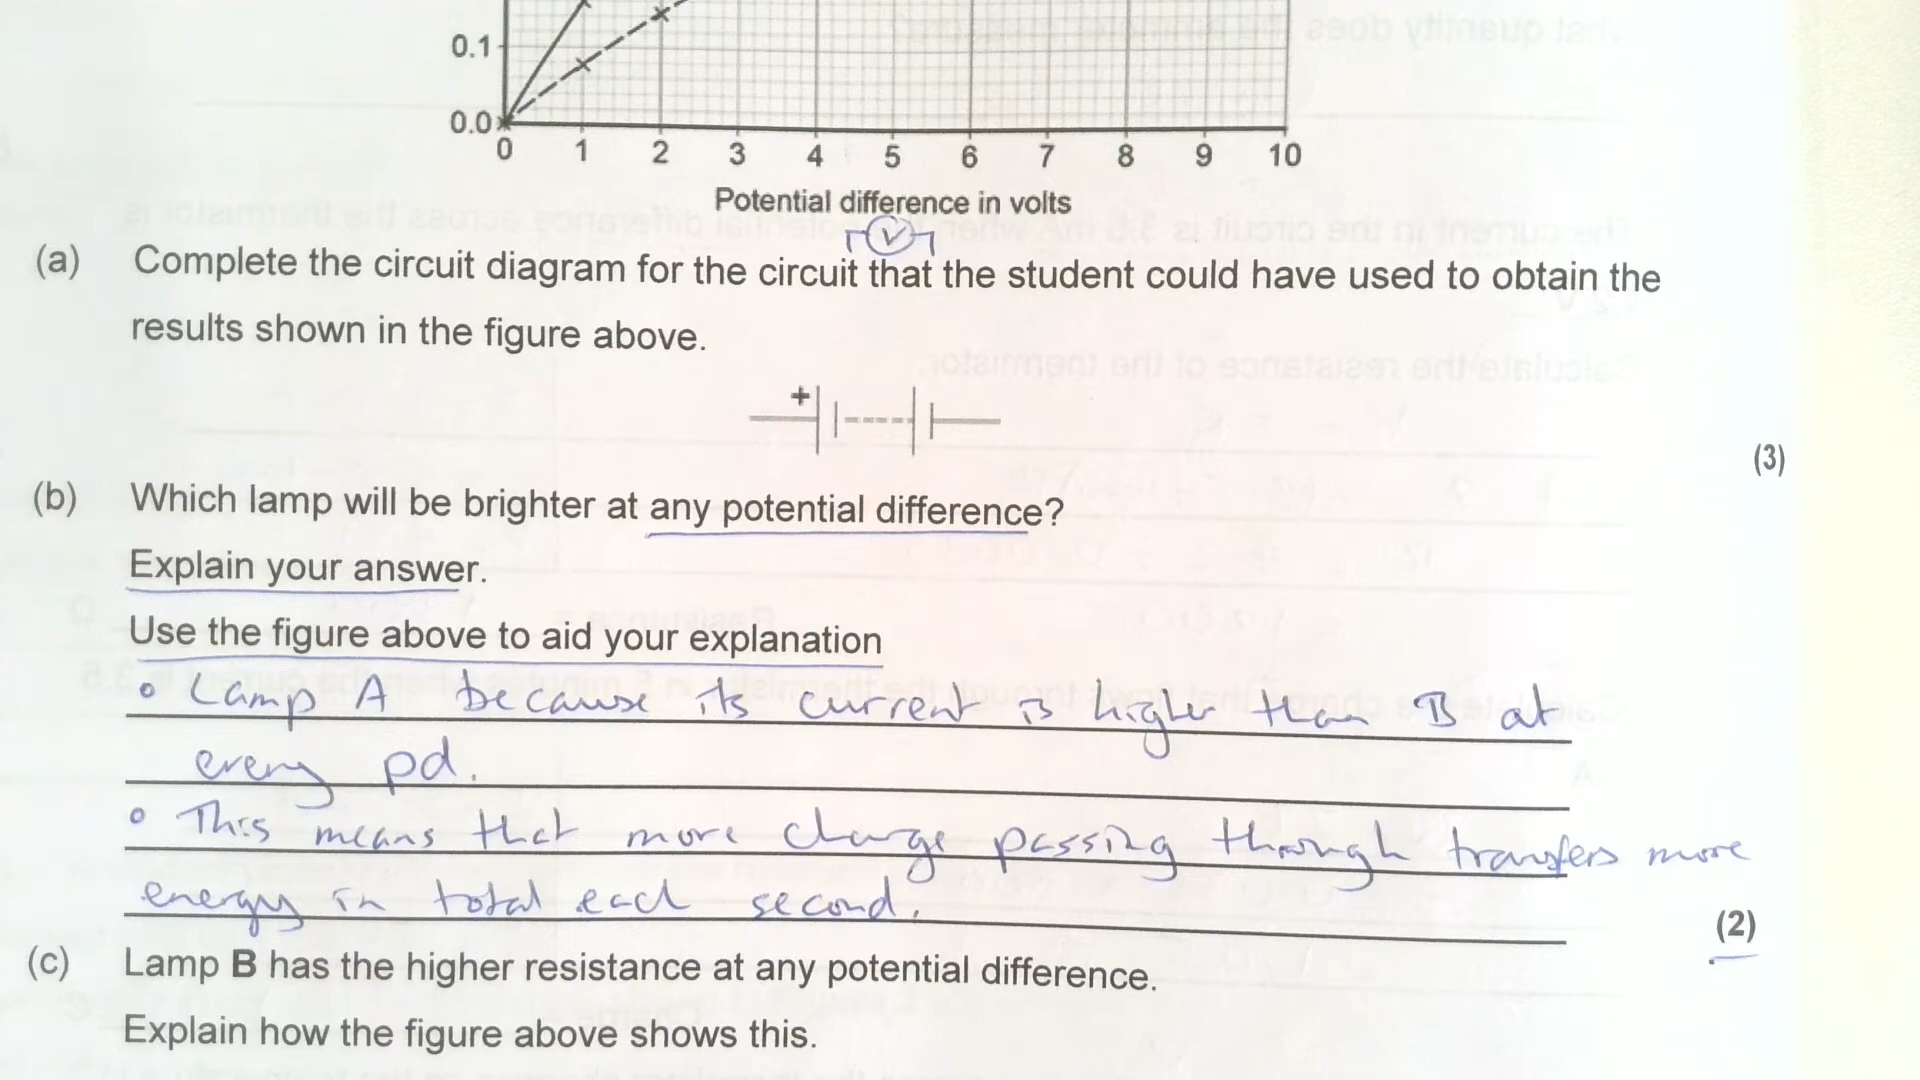 0.1
0.0
0 1 2 3 4 5 6 7 8 9 10
Potential difference in volts
V
(a) Complete the circuit diagram for the circuit that the student could have used to obtain the
results shown in the figure above.
+
(3)
(b) Which lamp will be brighter at any potential difference?
Explain your answer.
Use the figure above to aid your explanation
• Lamp A because its current is higher than B at
every pd.
• This means that more charge passing through transfers more
energy in total each second.
(2)
(c) Lamp B has the higher resistance at any potential difference.
Explain how the figure above shows this.